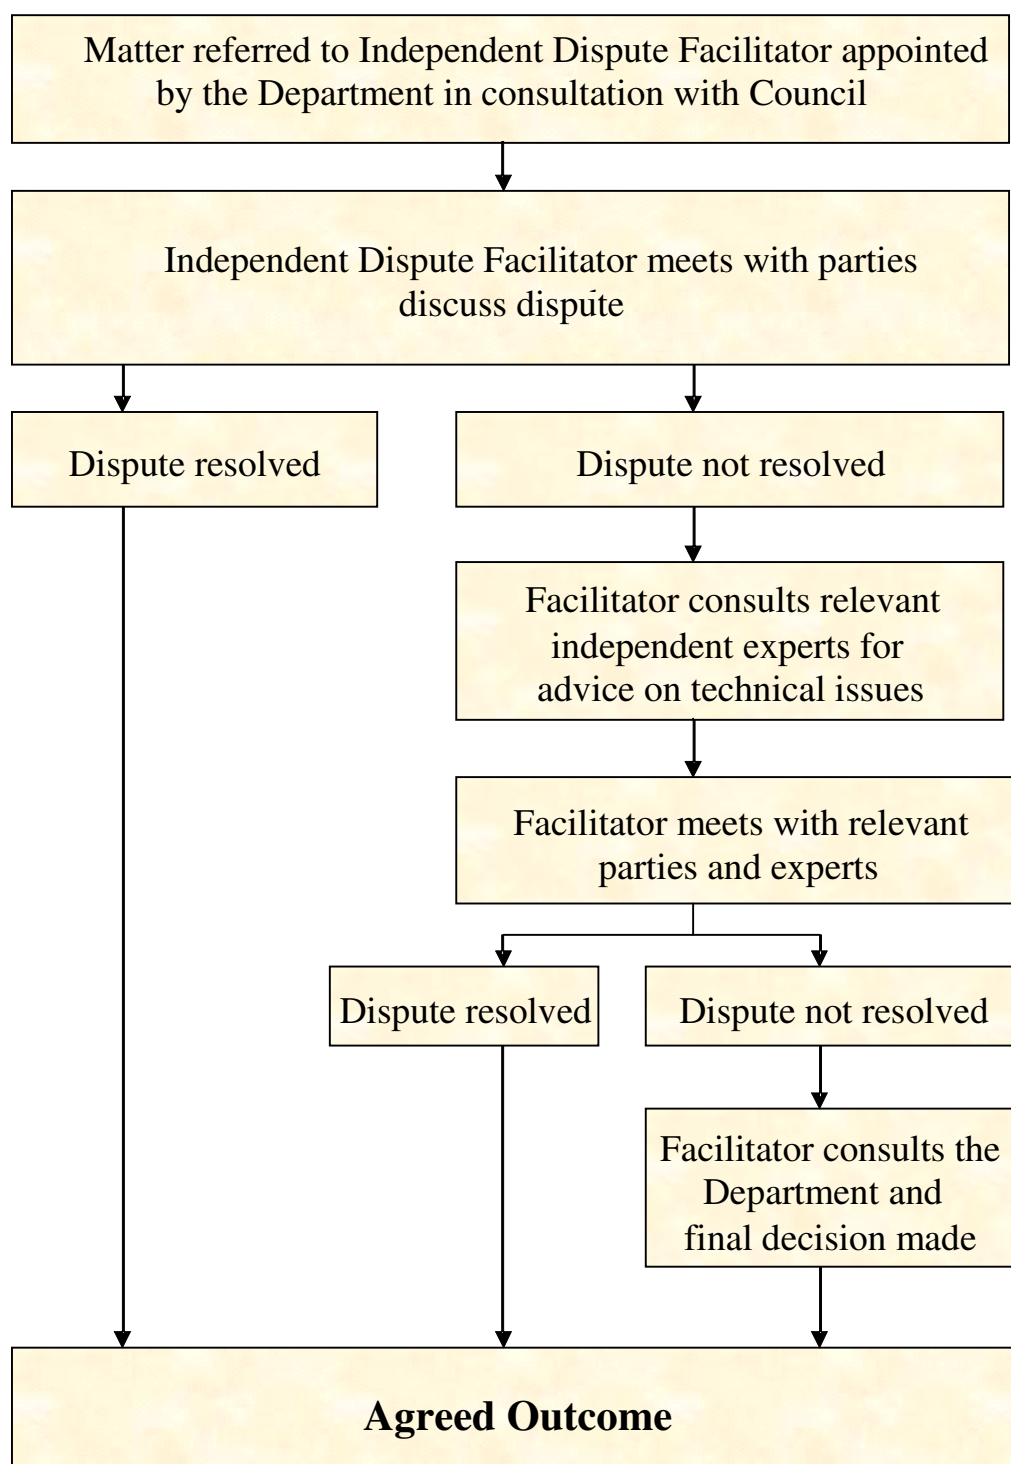 Matter referred to Independent Dispute Facilitator appointed
by the Department in consultation with Council
Independent Dispute Facilitator meets with parties
discuss dispute
Dispute resolved
Dispute not resolved
Facilitator consults relevant
independent experts for
advice on technical issues
Facilitator meets with relevant
parties and experts
Dispute resolved
Dispute not resolved
Facilitator consults the
Department and
final decision made
Agreed Outcome